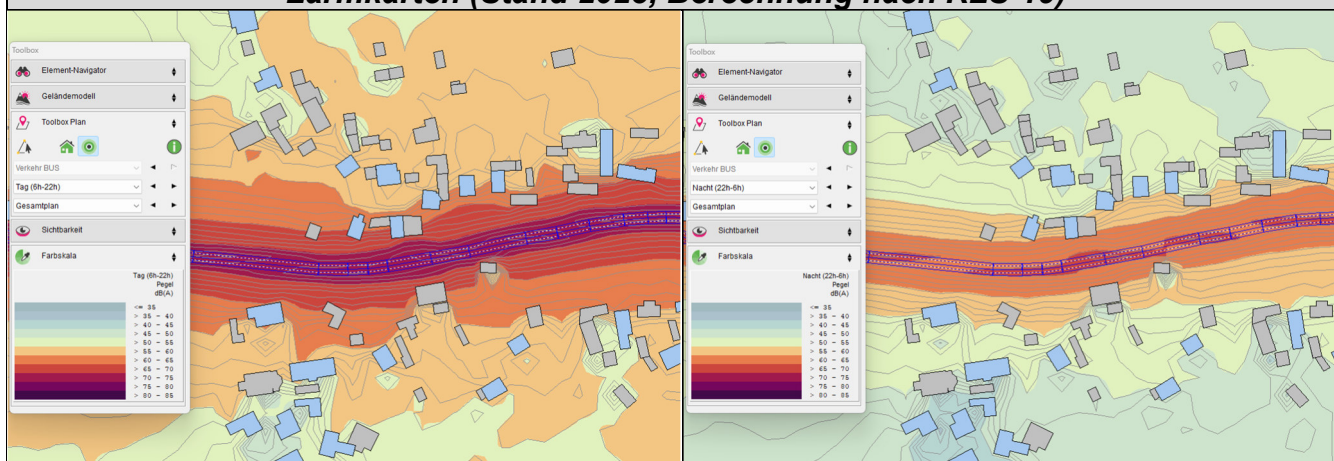 Lärmkarten (Stand 2023, Berechnung nach RLS-19)
Toolbox
Element-Navigator
Geländemodell
Toolbox Plan
Verkehr BUS
Tag (6h-22h)
Gesamtplan
Sichtbarkeit
Farbskala
Tag (6h-22h)
Pegel
dB(A)
<= 35
> 35 - 40
> 40 - 45
> 45 - 50
> 50 - 55
> 55 - 60
> 60 - 65
> 65 - 70
> 70 - 75
> 75 - 80
> 80 - 85
Toolbox
Element-Navigator
Geländemodell
Toolbox Plan
Verkehr BUS
Nacht (22h-6h)
Gesamtplan
Sichtbarkeit
Farbskala
Nacht (22h-6h)
Pegel
dB(A)
<= 35
> 35 - 40
> 40 - 45
> 45 - 50
> 50 - 55
> 55 - 60
> 60 - 65
> 65 - 70
> 70 - 75
> 75 - 80
> 80 - 85